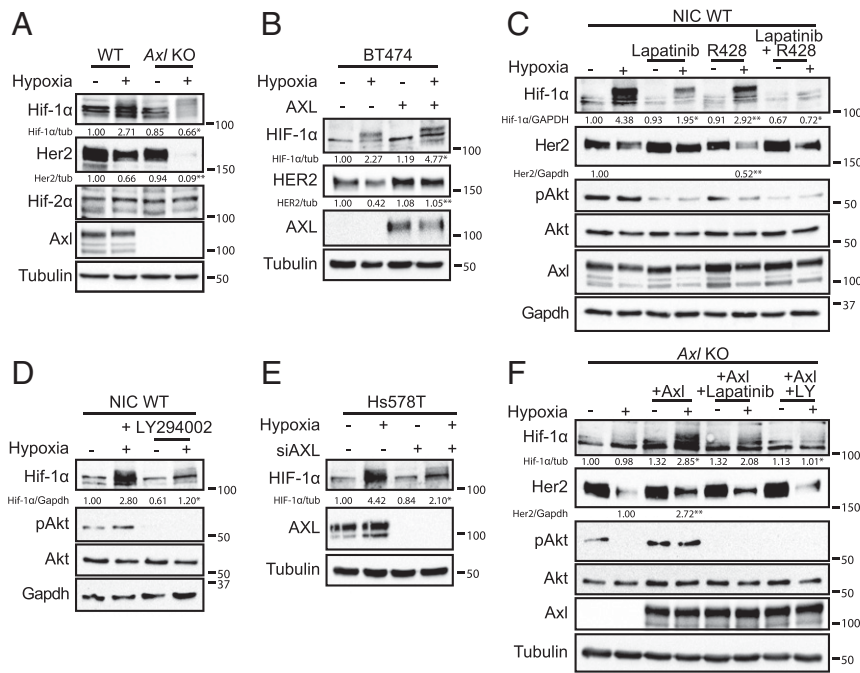 A
WT Axl KO
Hypoxia - + - +
Hif-1α
100
Hif-1α/tub 1.00 2.71 0.85 0.66*
Her2
150
Her2/tub 1.00 0.66 0.94 0.09**
Hif-2α
100
Axl
100
Tubulin
50
B
BT474
Hypoxia - + - +
AXL - - + +
HIF-1α
100
HIF-1α/tub 1.00 2.27 1.19 4.77*
HER2
150
HER2/tub 1.00 0.42 1.08 1.05**
AXL
100
Tubulin
50
C
NIC WT
Lapatinib R428 Lapatinib
+ R428
Hypoxia - + - + - + - +
Hif-1α
100
Hif-1α/GAPDH 1.00 4.38 0.93 1.95* 0.91 2.92** 0.67 0.72*
Her2
150
Her2/Gapdh 1.00 0.52**
pAkt
50
Akt
50
Axl
100
Gapdh
37
D
NIC WT
+ LY294002
Hypoxia - + - +
Hif-1α
100
Hif-1α/Gapdh 1.00 2.80 0.61 1.20*
pAkt
50
Akt
50
Gapdh
37
E
Hs578T
Hypoxia - + - +
siAXL - - + +
HIF-1α
100
HIF-1α/tub 1.00 4.42 0.84 2.10*
AXL
100
Tubulin
50
F
Axl KO
+Axl +Axl +Axl
+Lapatinib +LY
Hypoxia - + - + - + - +
Hif-1α
100
Hif-1α/tub 1.00 0.98 1.32 2.85* 1.32 2.08 1.13 1.01*
Her2
150
Her2/Gapdh 1.00 2.72**
pAkt
50
Akt
50
Axl
100
Tubulin
50